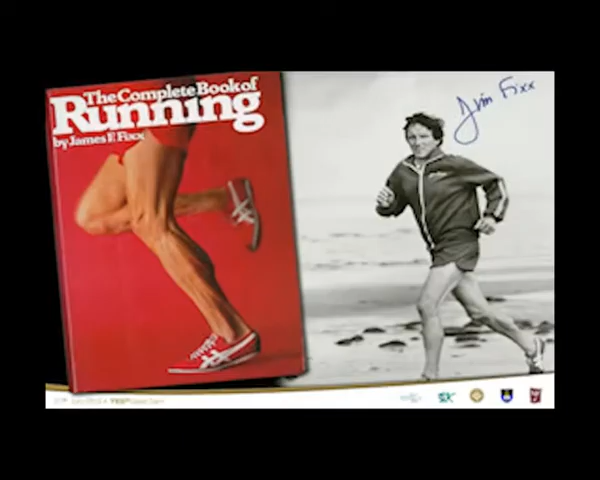 The Complete Book of
Running
by James F. Fixx
Jim Fixx